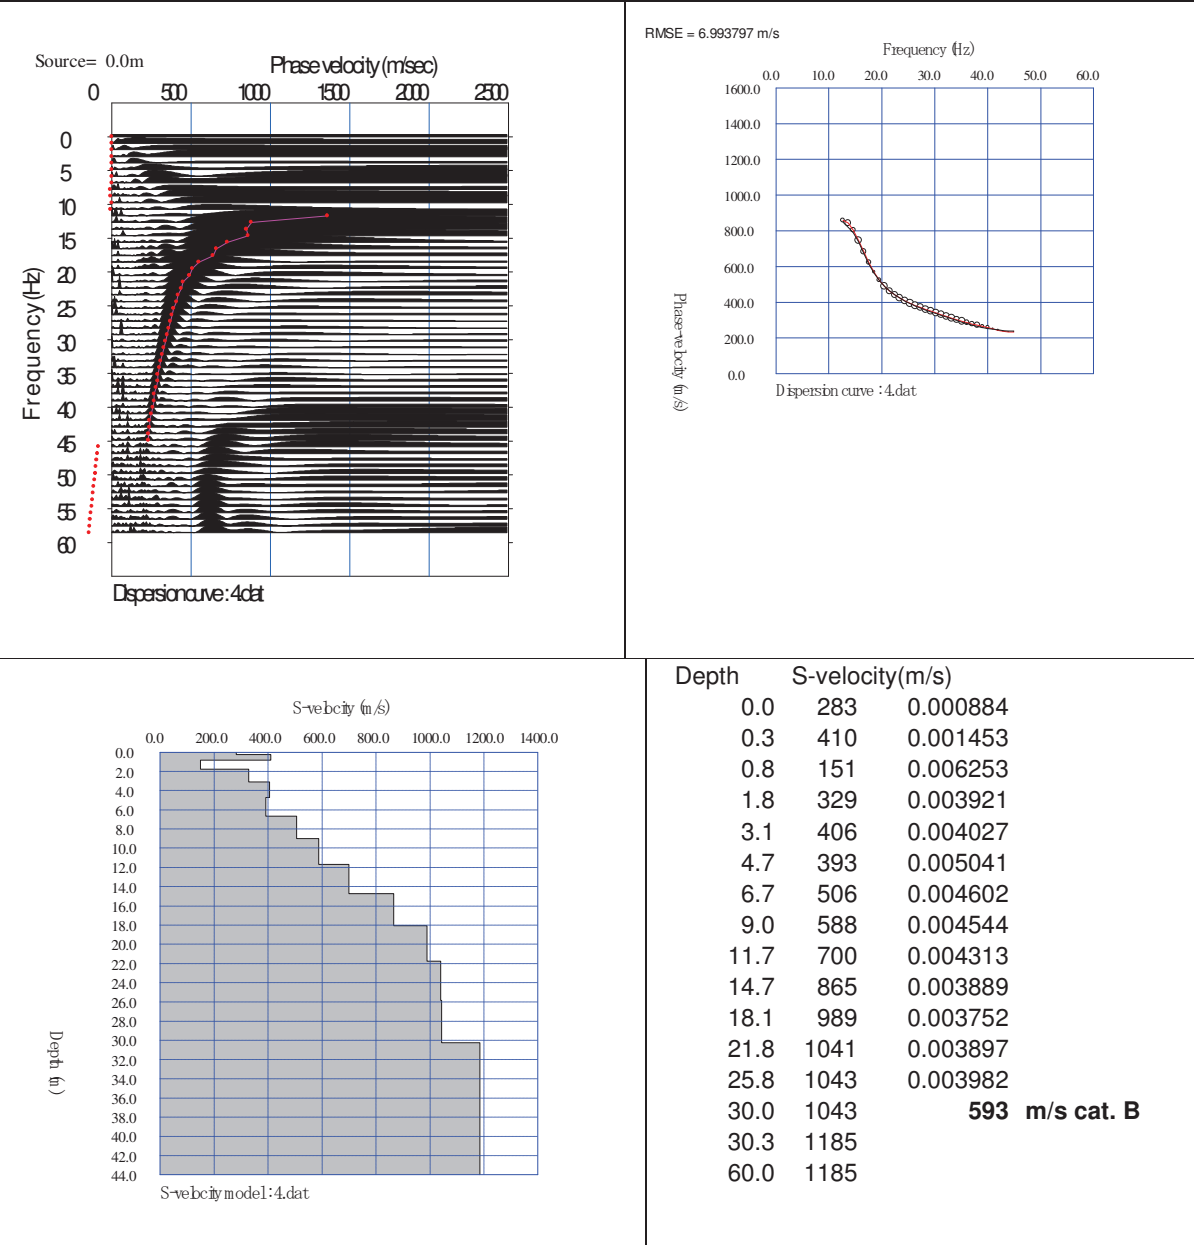 Source= 0.0m
Phase velocity (m/sec)
0 500 1000 1500 2000 2500
0
5
10
15
20
25
30
35
40
45
50
55
60
Frequency (Hz)
Dispersion curve : 4.dat
RMSE = 6.993797 m/s
Frequency (Hz)
0.0 10.0 20.0 30.0 40.0 50.0 60.0
1600.0
1400.0
1200.0
1000.0
800.0
600.0
400.0
200.0
0.0
Phase-velocity (m/s)
Dispersion curve : 4.dat
S-velocity (m/s)
0.0 200.0 400.0 600.0 800.0 1000.0 1200.0 1400.0
0.0
2.0
4.0
6.0
8.0
10.0
12.0
14.0
16.0
18.0
20.0
22.0
24.0
26.0
28.0
30.0
32.0
34.0
36.0
38.0
40.0
42.0
44.0
Depth (m)
S-velocity model : 4.dat
Depth S-velocity(m/s)
0.0 283 0.000884
0.3 410 0.001453
0.8 151 0.006253
1.8 329 0.003921
3.1 406 0.004027
4.7 393 0.005041
6.7 506 0.004602
9.0 588 0.004544
11.7 700 0.004313
14.7 865 0.003889
18.1 989 0.003752
21.8 1041 0.003897
25.8 1043 0.003982
30.0 1043 593 m/s cat. B
30.3 1185
60.0 1185